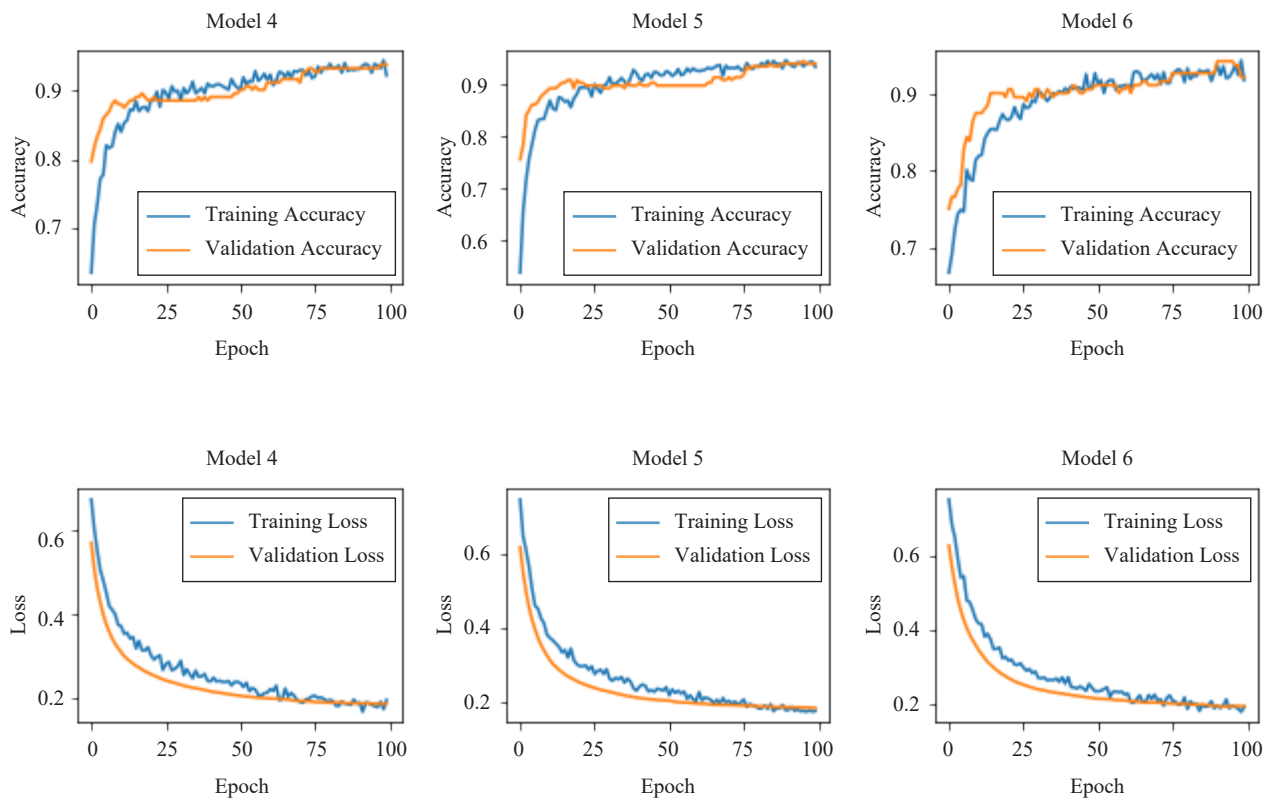 Model 4
Model 5
Model 6
Accuracy
0.9
0.8
0.7
Training Accuracy
Validation Accuracy
0 25 50 75 100
Epoch
Accuracy
0.9
0.8
0.7
0.6
Training Accuracy
Validation Accuracy
0 25 50 75 100
Epoch
Accuracy
0.9
0.8
0.7
Training Accuracy
Validation Accuracy
0 25 50 75 100
Epoch
Model 4
Model 5
Model 6
Loss
0.6
0.4
0.2
Training Loss
Validation Loss
0 25 50 75 100
Epoch
Loss
0.6
0.4
0.2
Training Loss
Validation Loss
0 25 50 75 100
Epoch
Loss
0.6
0.4
0.2
Training Loss
Validation Loss
0 25 50 75 100
Epoch